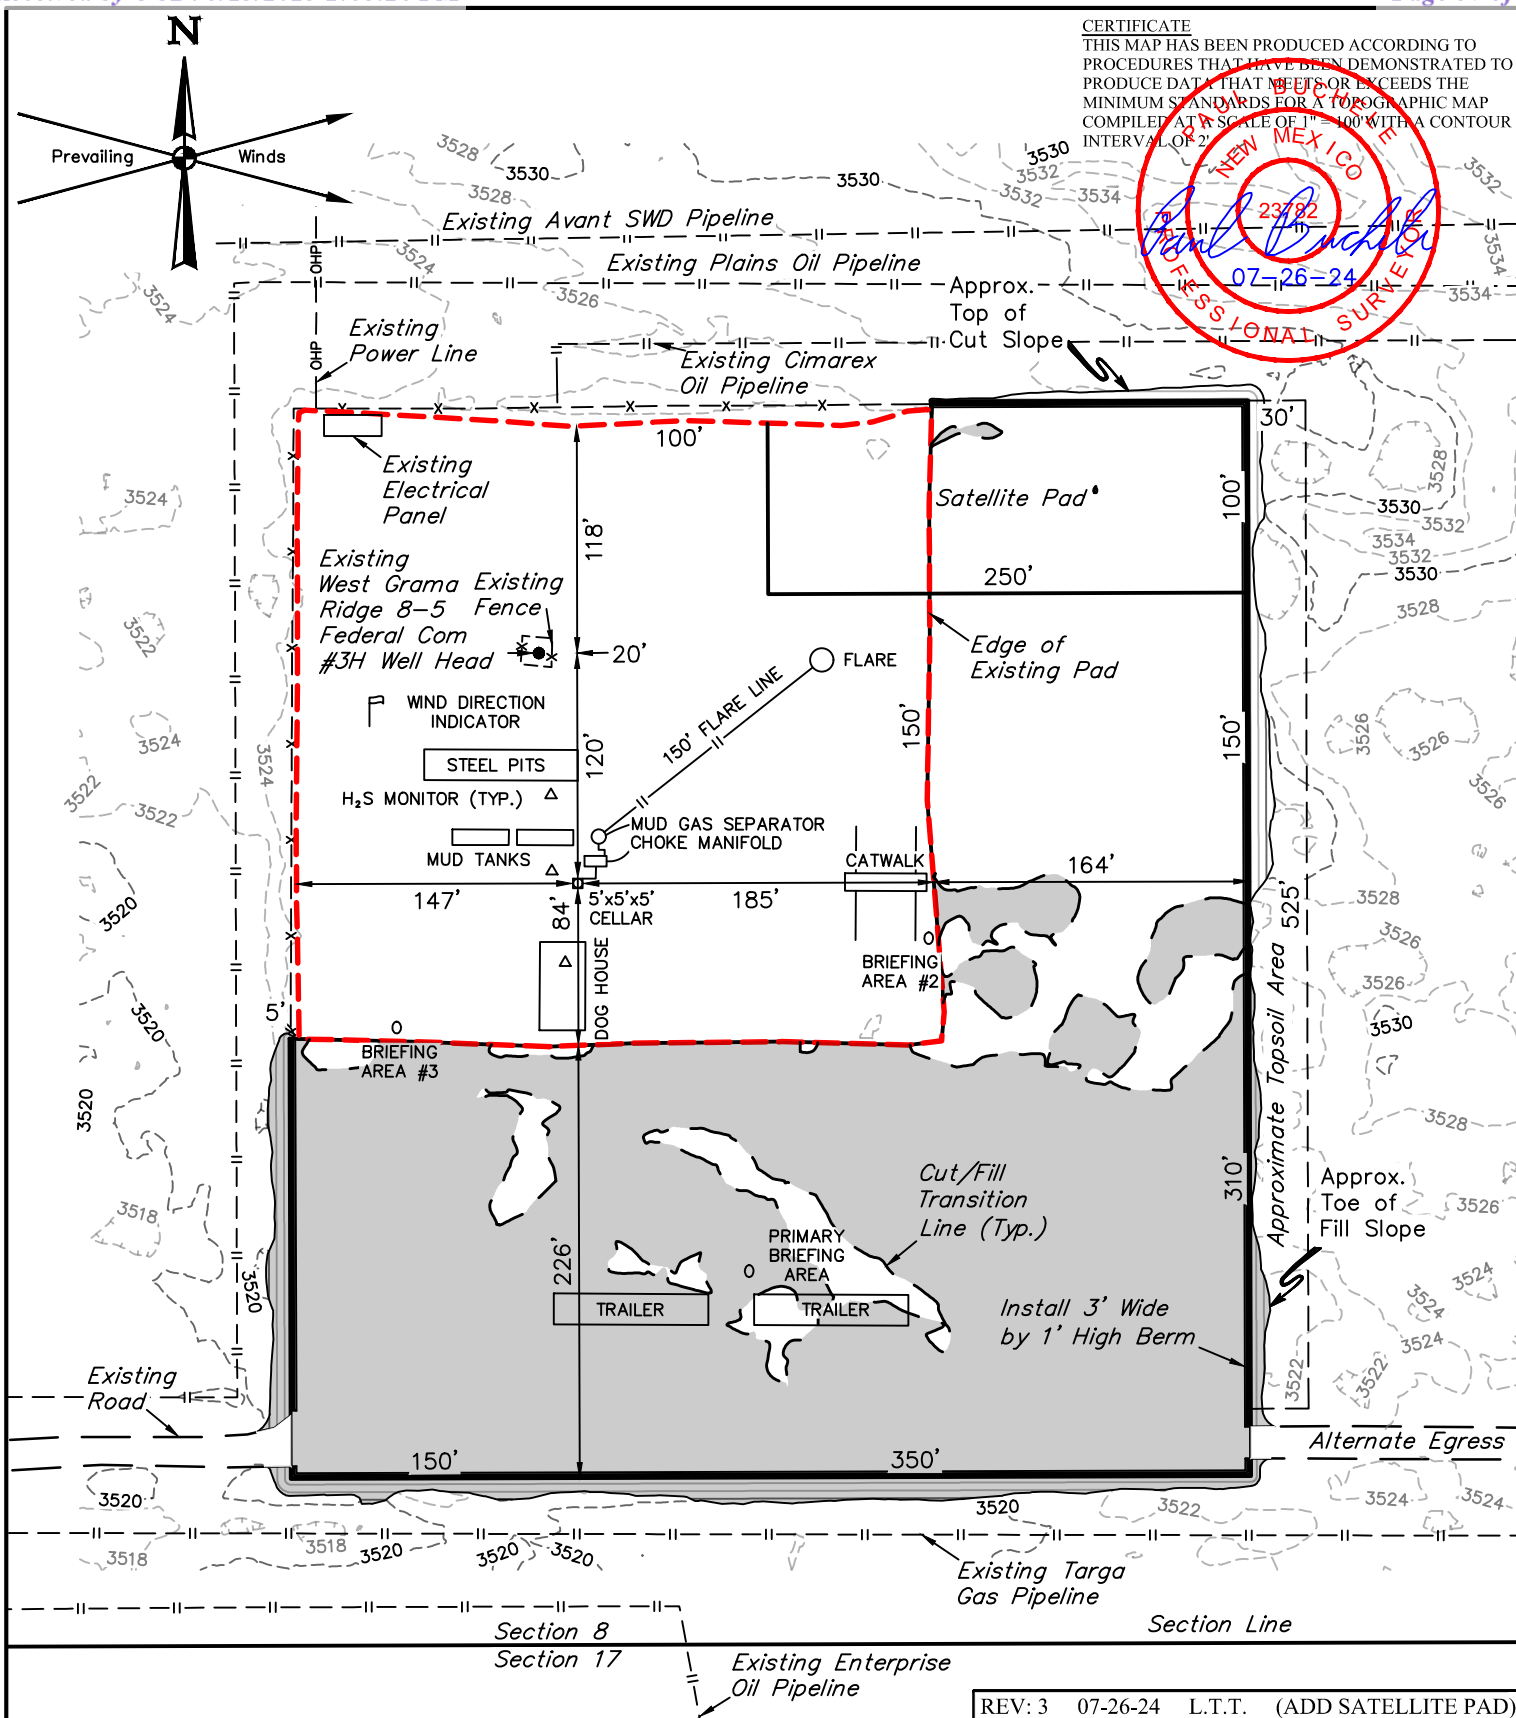 N
Prevailing
Winds
CERTIFICATE
THIS MAP HAS BEEN PRODUCED ACCORDING TO
PROCEDURES THAT HAVE BEEN DEMONSTRATED TO
PRODUCE DATA THAT MEETS OR EXCEEDS THE
MINIMUM STANDARDS FOR A TOPOGRAPHIC MAP
COMPILED AT A SCALE OF 1" = 100' WITH A CONTOUR
INTERVAL OF 2'
PAUL BUCHELE
NEW MEXICO
23782
07-26-24
PROFESSIONAL SURVEYOR
3528
3530
3530
3530
3532
3532
3534
3532
3528
Existing Avant SWD Pipeline
3524
OHP
Existing Plains Oil Pipeline
3534
3534
3524
3526
Approx.
Top of
Cut Slope
Existing
Power Line
OHP
Existing Cimarex
Oil Pipeline
30'
100'
Existing
Electrical
Panel
3524
118'
Satellite Pad
100'
3528
3530
3532
3534
3532
3530
Existing
West Grama
Ridge 8-5
Federal Com
#3H Well Head
Existing
Fence
250'
3528
3522
20'
FLARE
Edge of
Existing Pad
WIND DIRECTION
INDICATOR
150' FLARE LINE
150'
150'
3526
3526
3524
3524
STEEL PITS
120'
3522
H₂S MONITOR (TYP.)
3526
3522
MUD GAS SEPARATOR
CHOKE MANIFOLD
MUD TANKS
CATWALK
164'
147'
185'
5'x5'x5'
CELLAR
84'
3528
3520
525'
3526
BRIEFING
AREA #2
3526
DOG HOUSE
5'
3520
3530
BRIEFING
AREA #3
3520
3528
Approximate Topsoil Area
Cut/Fill
Transition
Line (Typ.)
310'
Approx.
Toe of
Fill Slope
3526
3518
PRIMARY
BRIEFING
AREA
226'
3520
3524
TRAILER
TRAILER
Install 3' Wide
by 1' High Berm
3524
3524
3522
3522
Existing
Road
150'
350'
Alternate Egress
3520
3520
3522
3524
3524
3518
3518
3520
3520
3520
Existing Targa
Gas Pipeline
Section 8
Section Line
Section 17
Existing Enterprise
Oil Pipeline
REV: 3 07-26-24 L.T.T. (ADD SATELLITE PAD)